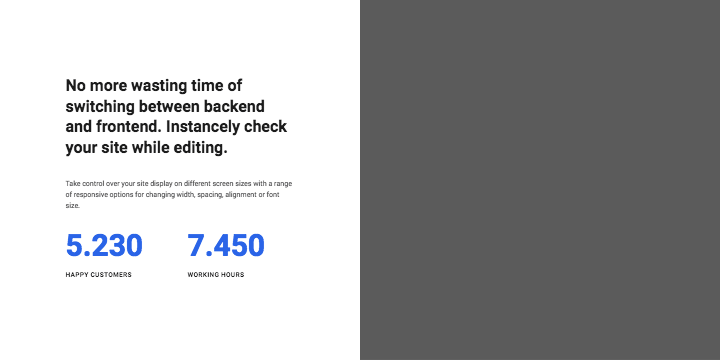 No more wasting time of
switching between backend
and frontend. Instancely check
your site while editing.
Take control over your site display on different screen sizes with a range
of responsive options for changing width, spacing, alignment or font
size.
5.230 7.450
HAPPY CUSTOMERS WORKING HOURS